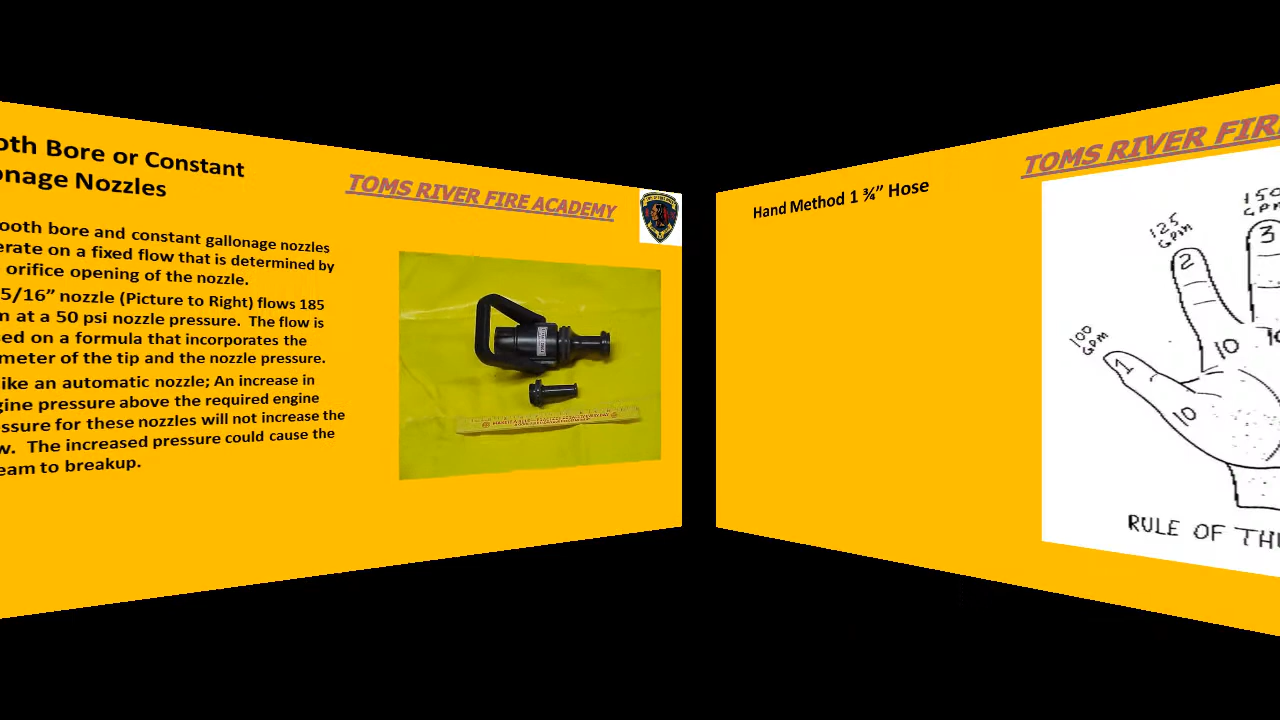 oth Bore or Constant
onage Nozzles
TOMS RIVER FIRE ACADEMY
ooth bore and constant gallonage nozzles
erate on a fixed flow that is determined by
orifice opening of the nozzle.
5/16” nozzle (Picture to Right) flows 185
m at a 50 psi nozzle pressure. The flow is
ed on a formula that incorporates the
meter of the tip and the nozzle pressure.
ike an automatic nozzle; An increase in
gine pressure above the required engine
ssure for these nozzles will not increase the
w. The increased pressure could cause the
eam to breakup.
Hand Method 1 ¾” Hose
TOMS RIVER FIRE
100 GPM
125 GPM
150 GPM
1
2
3
10
10
10
RULE OF THU